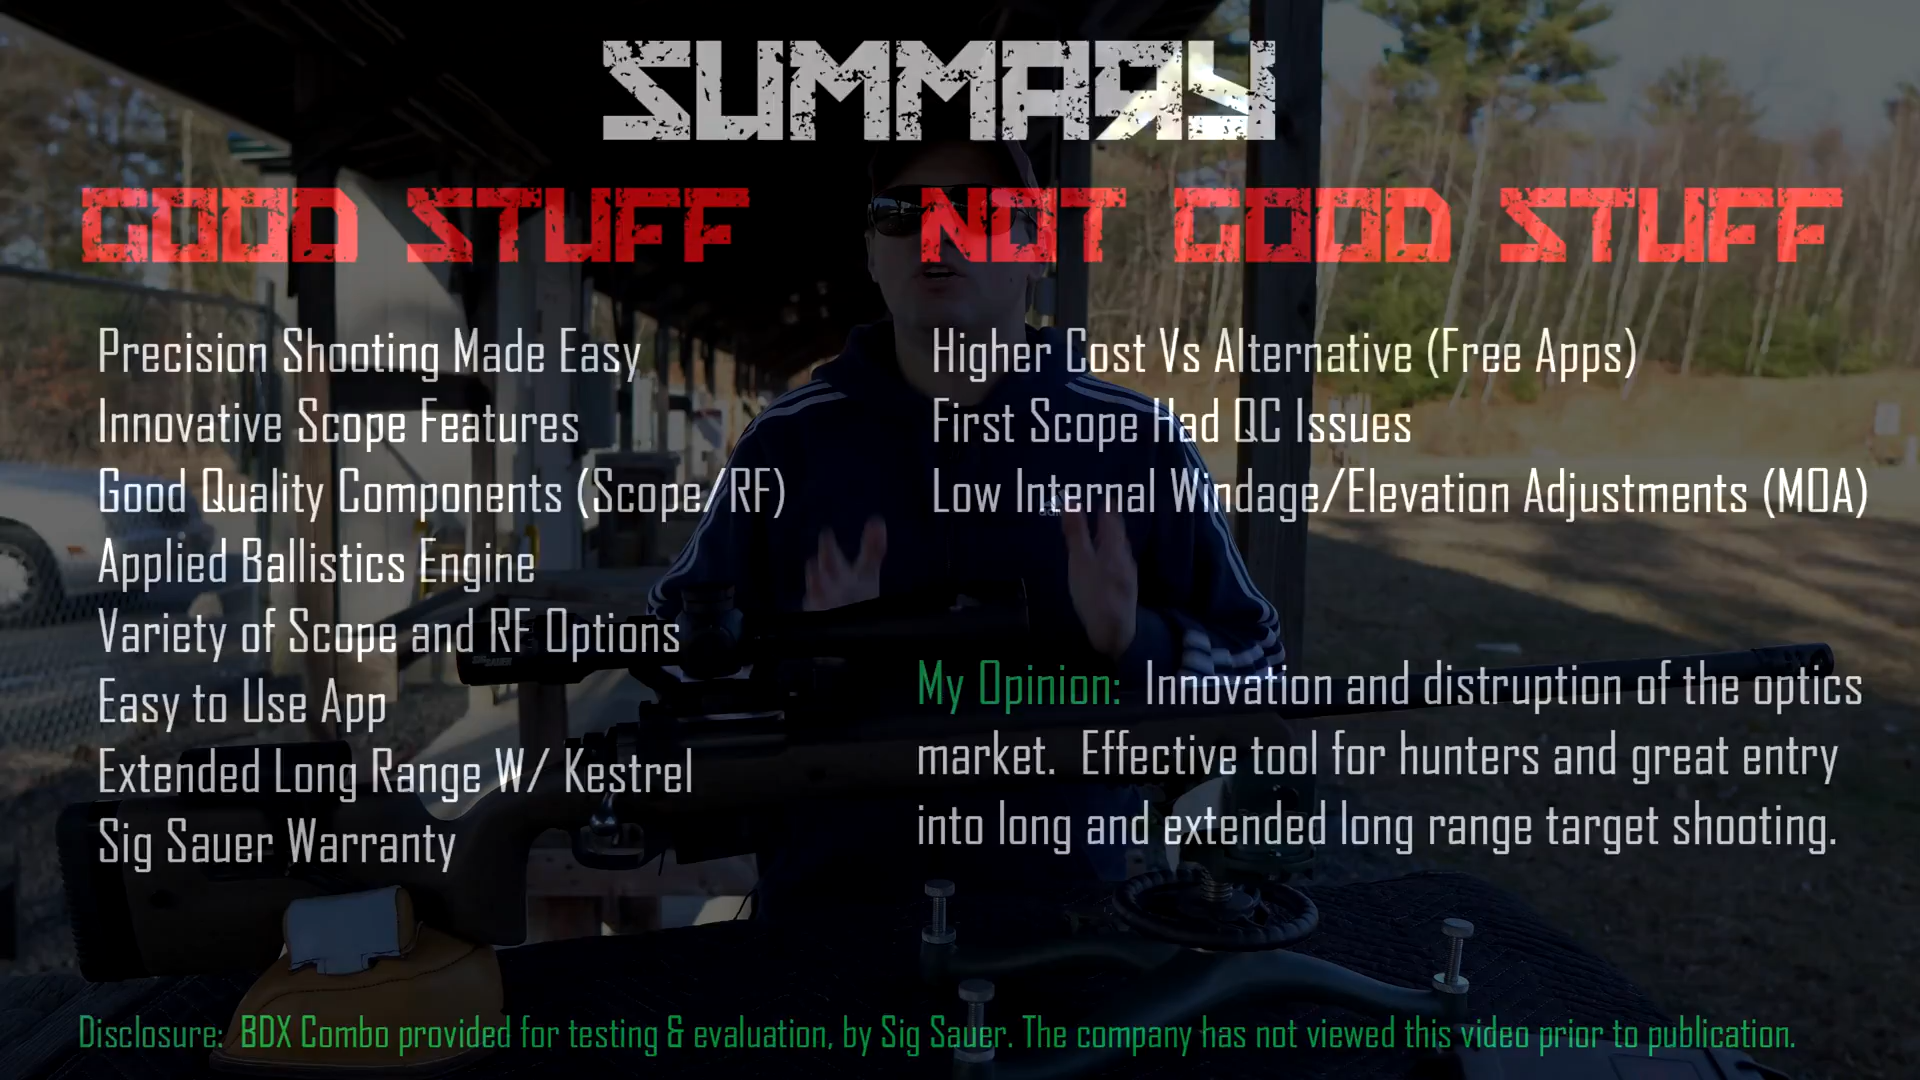 SUMMARY
GOOD STUFF
Precision Shooting Made Easy
Innovative Scope Features
Good Quality Components (Scope/RF)
Applied Ballistics Engine
Variety of Scope and RF Options
Easy to Use App
Extended Long Range W/ Kestrel
Sig Sauer Warranty
NOT GOOD STUFF
Higher Cost Vs Alternative (Free Apps)
First Scope Had QC Issues
Low Internal Windage/Elevation Adjustments (MOA)
My Opinion: Innovation and distruption of the optics
market. Effective tool for hunters and great entry
into long and extended long range target shooting.
Disclosure: BDX Combo provided for testing & evaluation, by Sig Sauer. The company has not viewed this video prior to publication.